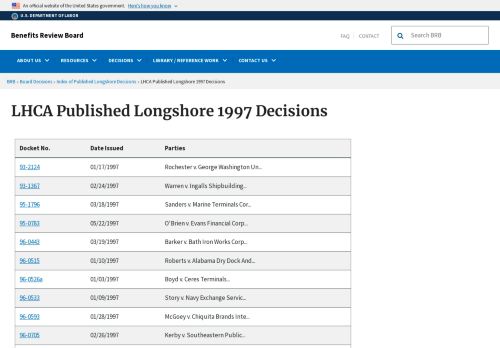 An official website of the United States government. Here's how you know
U.S. DEPARTMENT OF LABOR
Benefits Review Board
FAQ CONTACT
Search BRB
ABOUT US RESOURCES DECISIONS LIBRARY / REFERENCE WORK CONTACT US
BRB › Board Decisions › Index of Published Longshore Decisions › LHCA Published Longshore 1997 Decisions
LHCA Published Longshore 1997 Decisions
Docket No. Date Issued Parties
93-2124 01/17/1997 Rochester v. George Washington Un...
93-1367 02/24/1997 Warren v. Ingalls Shipbuilding...
95-1796 03/18/1997 Sanders v. Marine Terminals Cor...
95-0783 05/22/1997 O'Brien v. Evans Financial Corp...
96-0443 03/19/1997 Barker v. Bath Iron Works Corp...
96-0515 01/10/1997 Roberts v. Alabama Dry Dock And...
96-0526a 01/03/1997 Boyd v. Ceres Terminals...
96-0533 01/09/1997 Story v. Navy Exchange Servic...
96-0593 01/28/1997 McGoey v. Chiquita Brands Inte...
96-0705 02/26/1997 Kerby v. Southeastern Public...